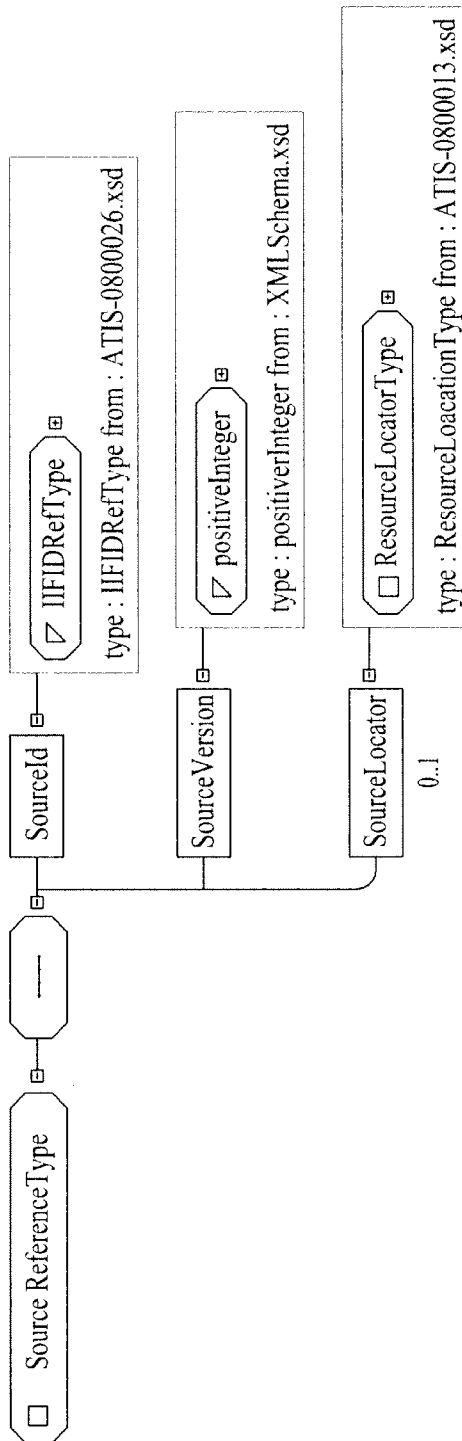 Source ReferenceType
SourceId
IIFIDRefType
type : IIFIDRefType from : ATIS-0800026.xsd
SourceVersion
positiveInteger
type : positiverInteger from : XMLSchema.xsd
SourceLocator
0..1
ResourceLocatorType
type : ResourceLoacationType from : ATIS-0800013.xsd